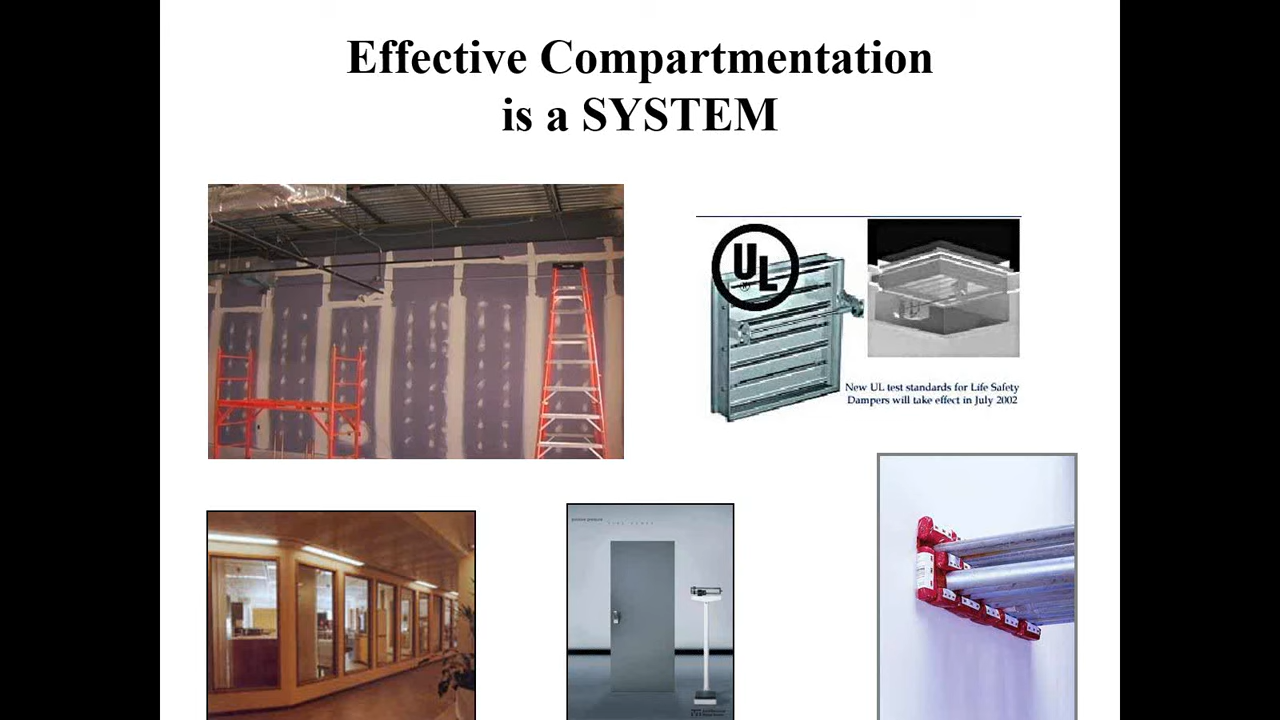 Effective Compartmentation
is a SYSTEM
UL
®
New UL test standards for Life Safety
Dampers will take effect in July 2002